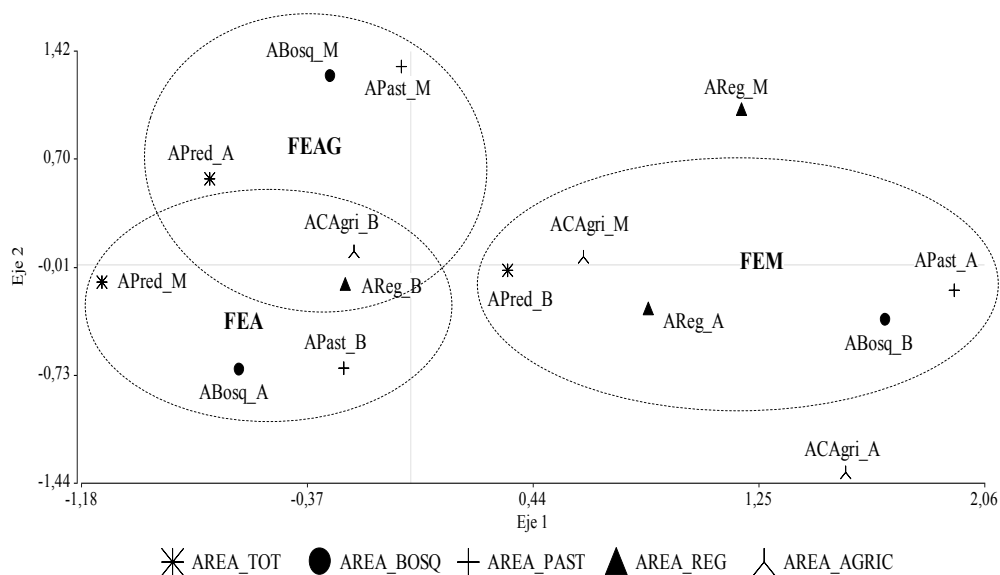 1,42
ABosq_M
APast_M
AReg_M
FEAG
0,70
APred_A
ACAgri_B
ACAgri_M
Eje 2
-0,01
FEM
APast_A
APred_M
AReg_B
APred_B
FEA
AReg_A
ABosq_B
APast_B
-0,73
ABosq_A
ACAgri_A
-1,44
-1,18 -0,37 0,44 1,25 2,06
Eje 1
AREA_TOT AREA_BOSQ AREA_PAST AREA_REG AREA_AGRIC